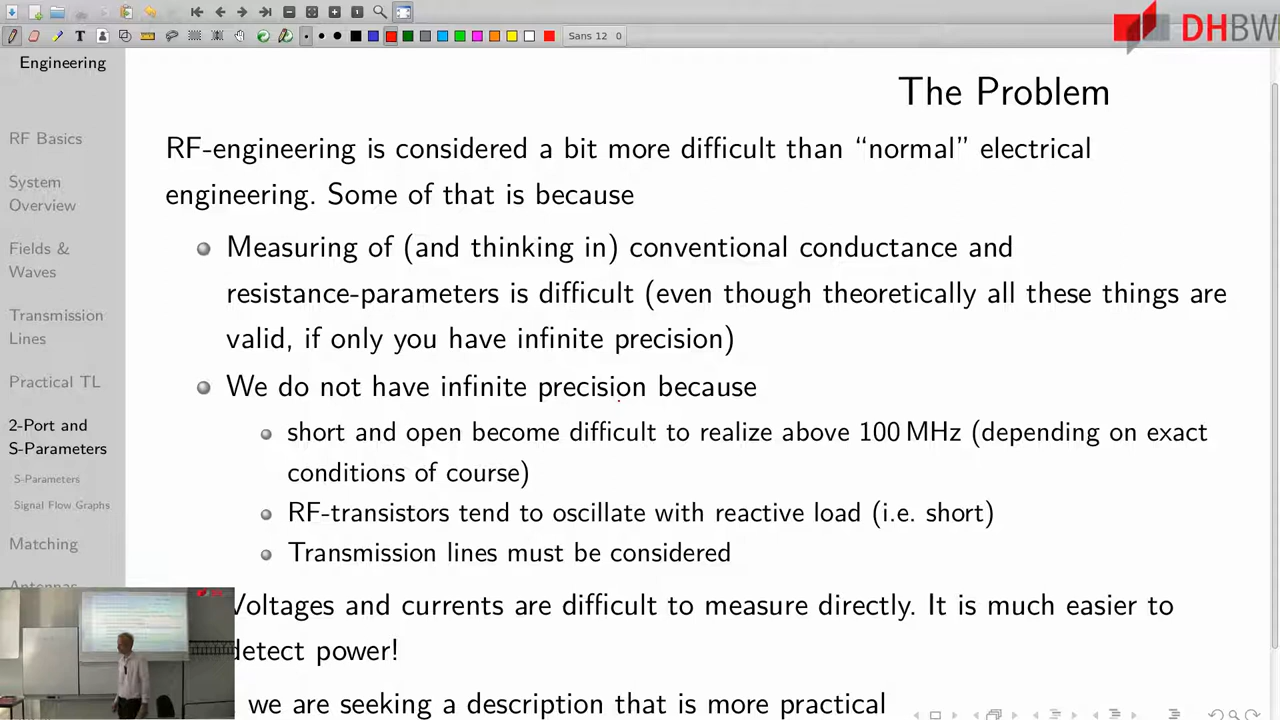 Sans 12 0
DHBW
Engineering
RF Basics
System
Overview
Fields &
Waves
Transmission
Lines
Practical TL
2-Port and
S-Parameters
S-Parameters
Signal Flow Graphs
Matching
Antennas
The Problem
RF-engineering is considered a bit more difficult than “normal” electrical
engineering. Some of that is because
Measuring of (and thinking in) conventional conductance and
resistance-parameters is difficult (even though theoretically all these things are
valid, if only you have infinite precision)
We do not have infinite precision because
short and open become difficult to realize above 100 MHz (depending on exact
conditions of course)
RF-transistors tend to oscillate with reactive load (i.e. short)
Transmission lines must be considered
Voltages and currents are difficult to measure directly. It is much easier to
detect power!
we are seeking a description that is more practical